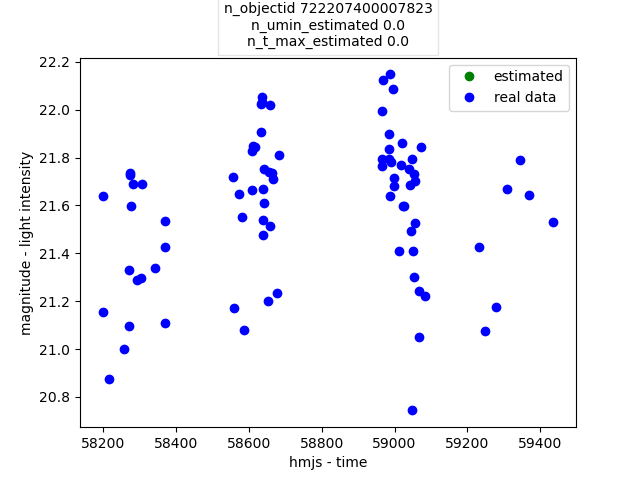 n_objectid 722207400007823
n_umin_estimated 0.0
n_t_max_estimated 0.0
estimated
real data
22.2
22.0
21.8
21.6
21.4
21.2
21.0
20.8
magnitude - light intensity
58200 58400 58600 58800 59000 59200 59400
hmjs - time